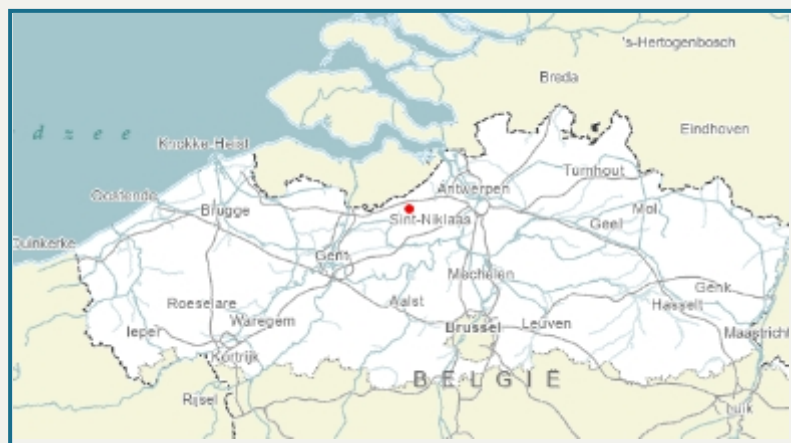 's-Hertogenbosch
Breda
Eindhoven
d z e e
Knokke-Heist
Turnhout
Antwerpen
Oostende
Brugge
Mol
Sint-Niklaas
Geel
Duinkerke
Gent
Mechelen
Genk
Roeselare
Aalst
Hasselt
Waregem
Ieper
Brussel
Leuven
Maastricht
Kortrijk
BELGIË
Rijsel
Luik